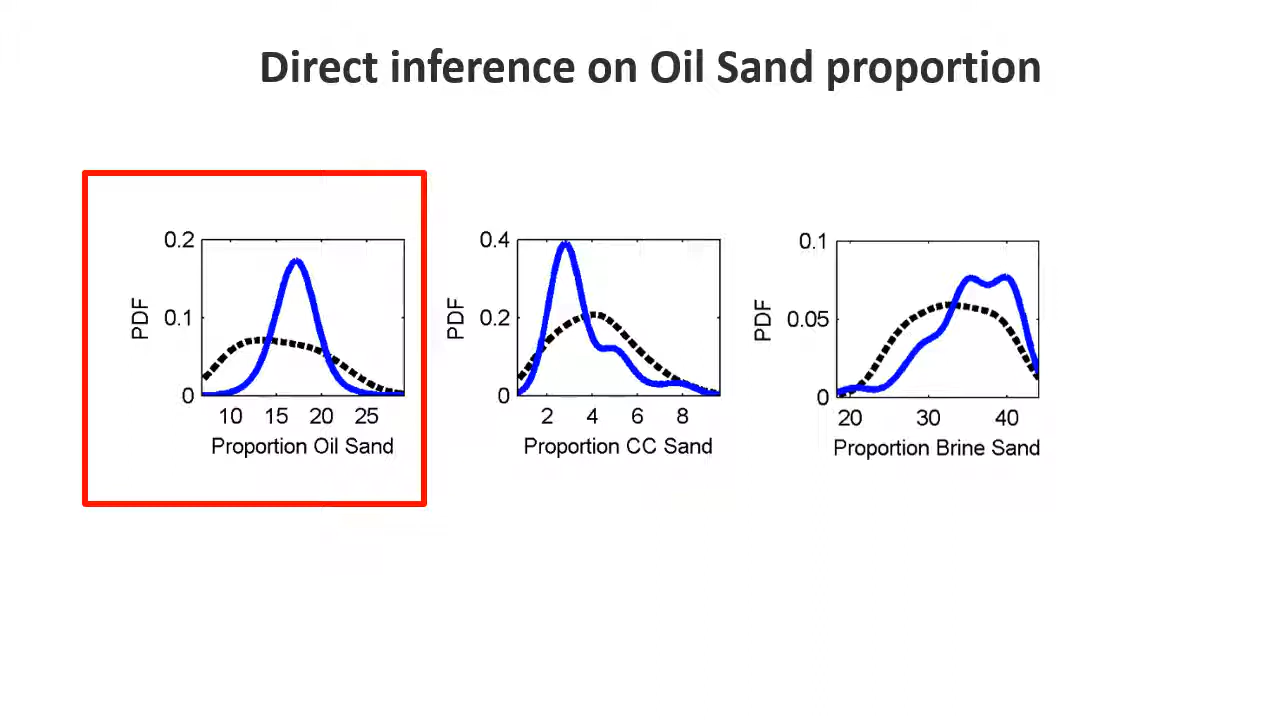 Direct inference on Oil Sand proportion
0.2
0.1
0
PDF
10 15 20 25
Proportion Oil Sand
0.4
0.2
0
PDF
2 4 6 8
Proportion CC Sand
0.1
0.05
0
PDF
20 30 40
Proportion Brine Sand